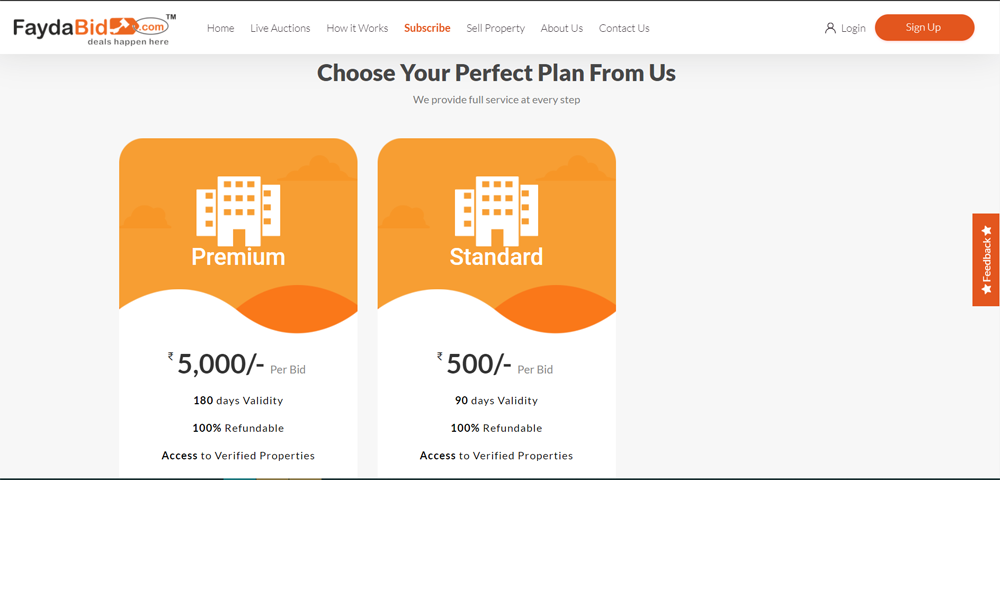 FaydaBid .com TM
deals happen here
Home Live Auctions How it Works Subscribe Sell Property About Us Contact Us Login Sign Up
Choose Your Perfect Plan From Us
We provide full service at every step
Premium
₹ 5,000/- Per Bid
180 days Validity
100% Refundable
Access to Verified Properties
Standard
₹ 500/- Per Bid
90 days Validity
100% Refundable
Access to Verified Properties
★ Feedback ★